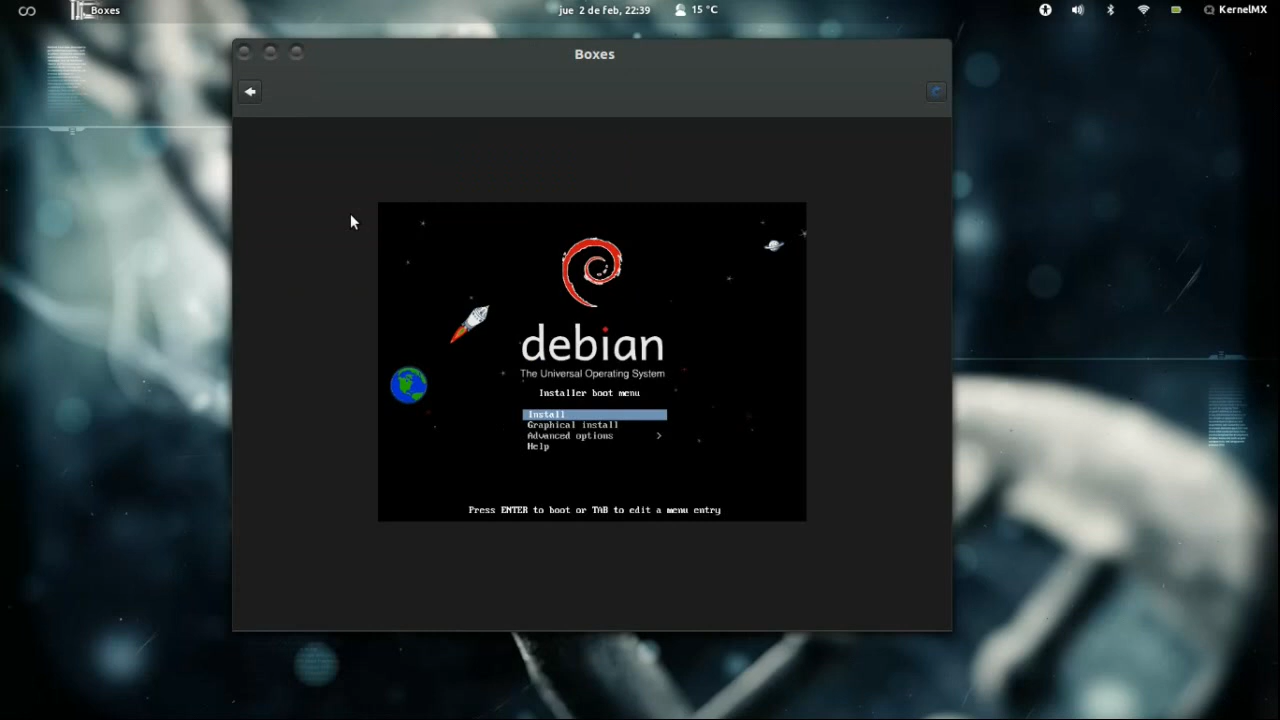 Boxes
jue 2 de feb, 22:39
15 °C
KernelMX
Boxes
debian
The Universal Operating System
Installer boot menu
Install
Graphical install
Advanced options >
Help
Press ENTER to boot or TAB to edit a menu entry